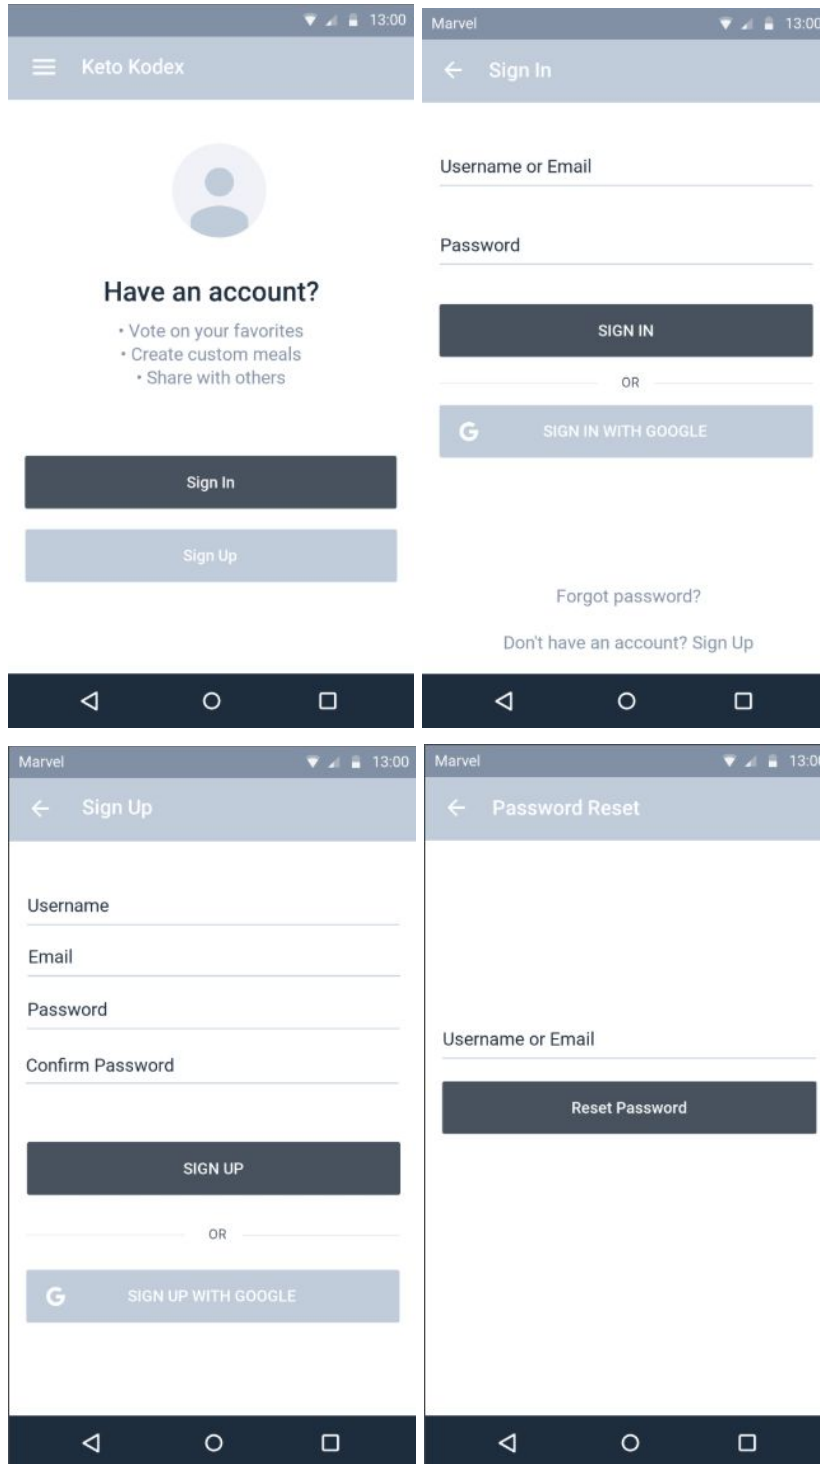 13:00
Keto Kodex
Have an account?
• Vote on your favorites
• Create custom meals
• Share with others
Sign In
Sign Up
Marvel 13:00
Sign In
Username or Email
Password
SIGN IN
OR
G SIGN IN WITH GOOGLE
Forgot password?
Don't have an account? Sign Up
Marvel 13:00
Sign Up
Username
Email
Password
Confirm Password
SIGN UP
OR
G SIGN UP WITH GOOGLE
Marvel 13:00
Password Reset
Username or Email
Reset Password